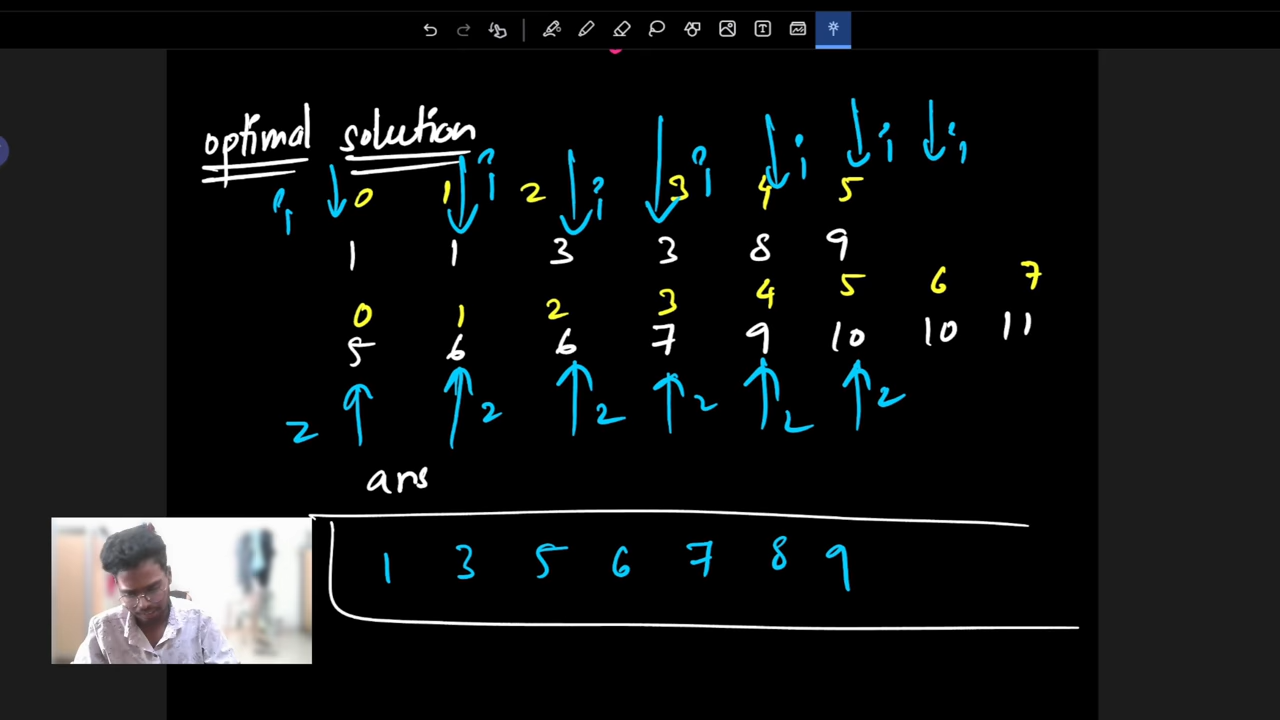 optimal solution
i i i i i i i
0 1 2 3 4 5
1 1 3 3 8 9
0 1 2 3 4 5 6 7
5 6 6 7 9 10 10 11
2 2 2 2 2 2
ans
1 3 5 6 7 8 9